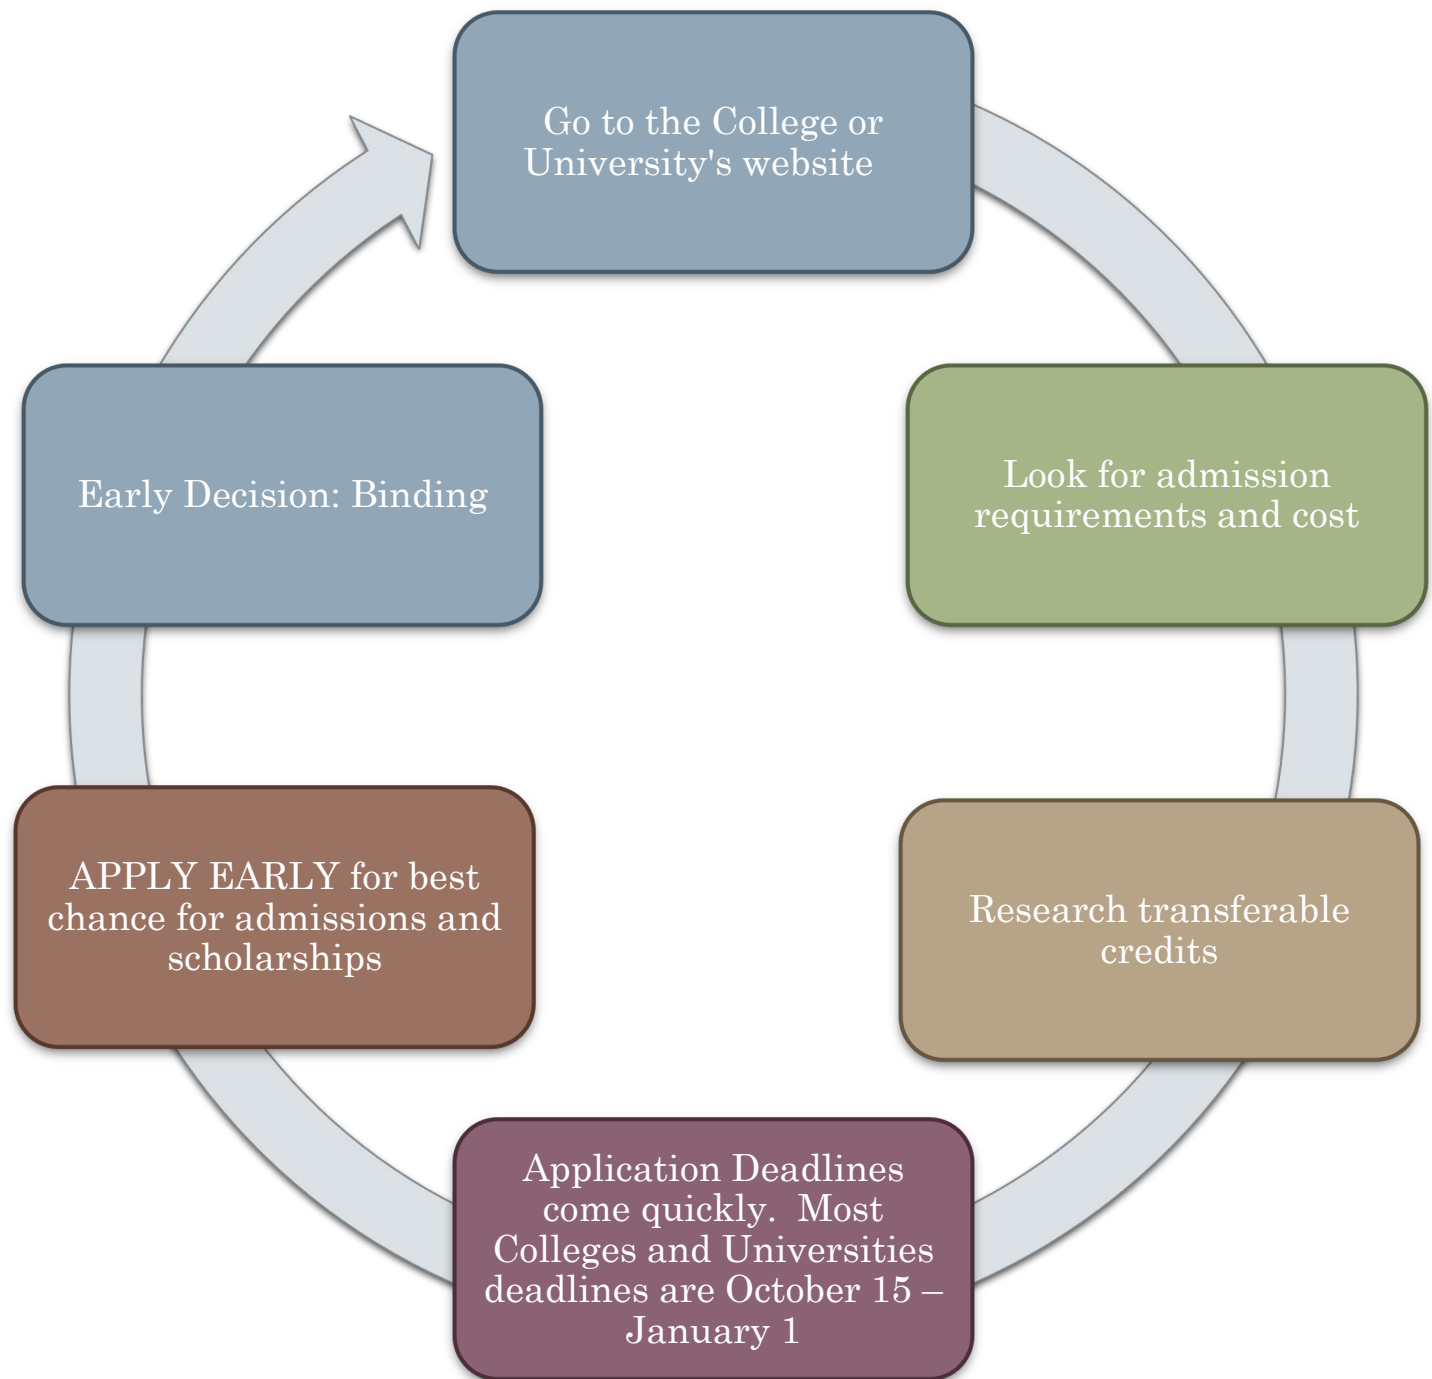 Go to the College or
University's website
Look for admission
requirements and cost
Research transferable
credits
Application Deadlines
come quickly.  Most
Colleges and Universities
deadlines are October 15 –
January 1
APPLY EARLY for best
chance for admissions and
scholarships
Early Decision: Binding